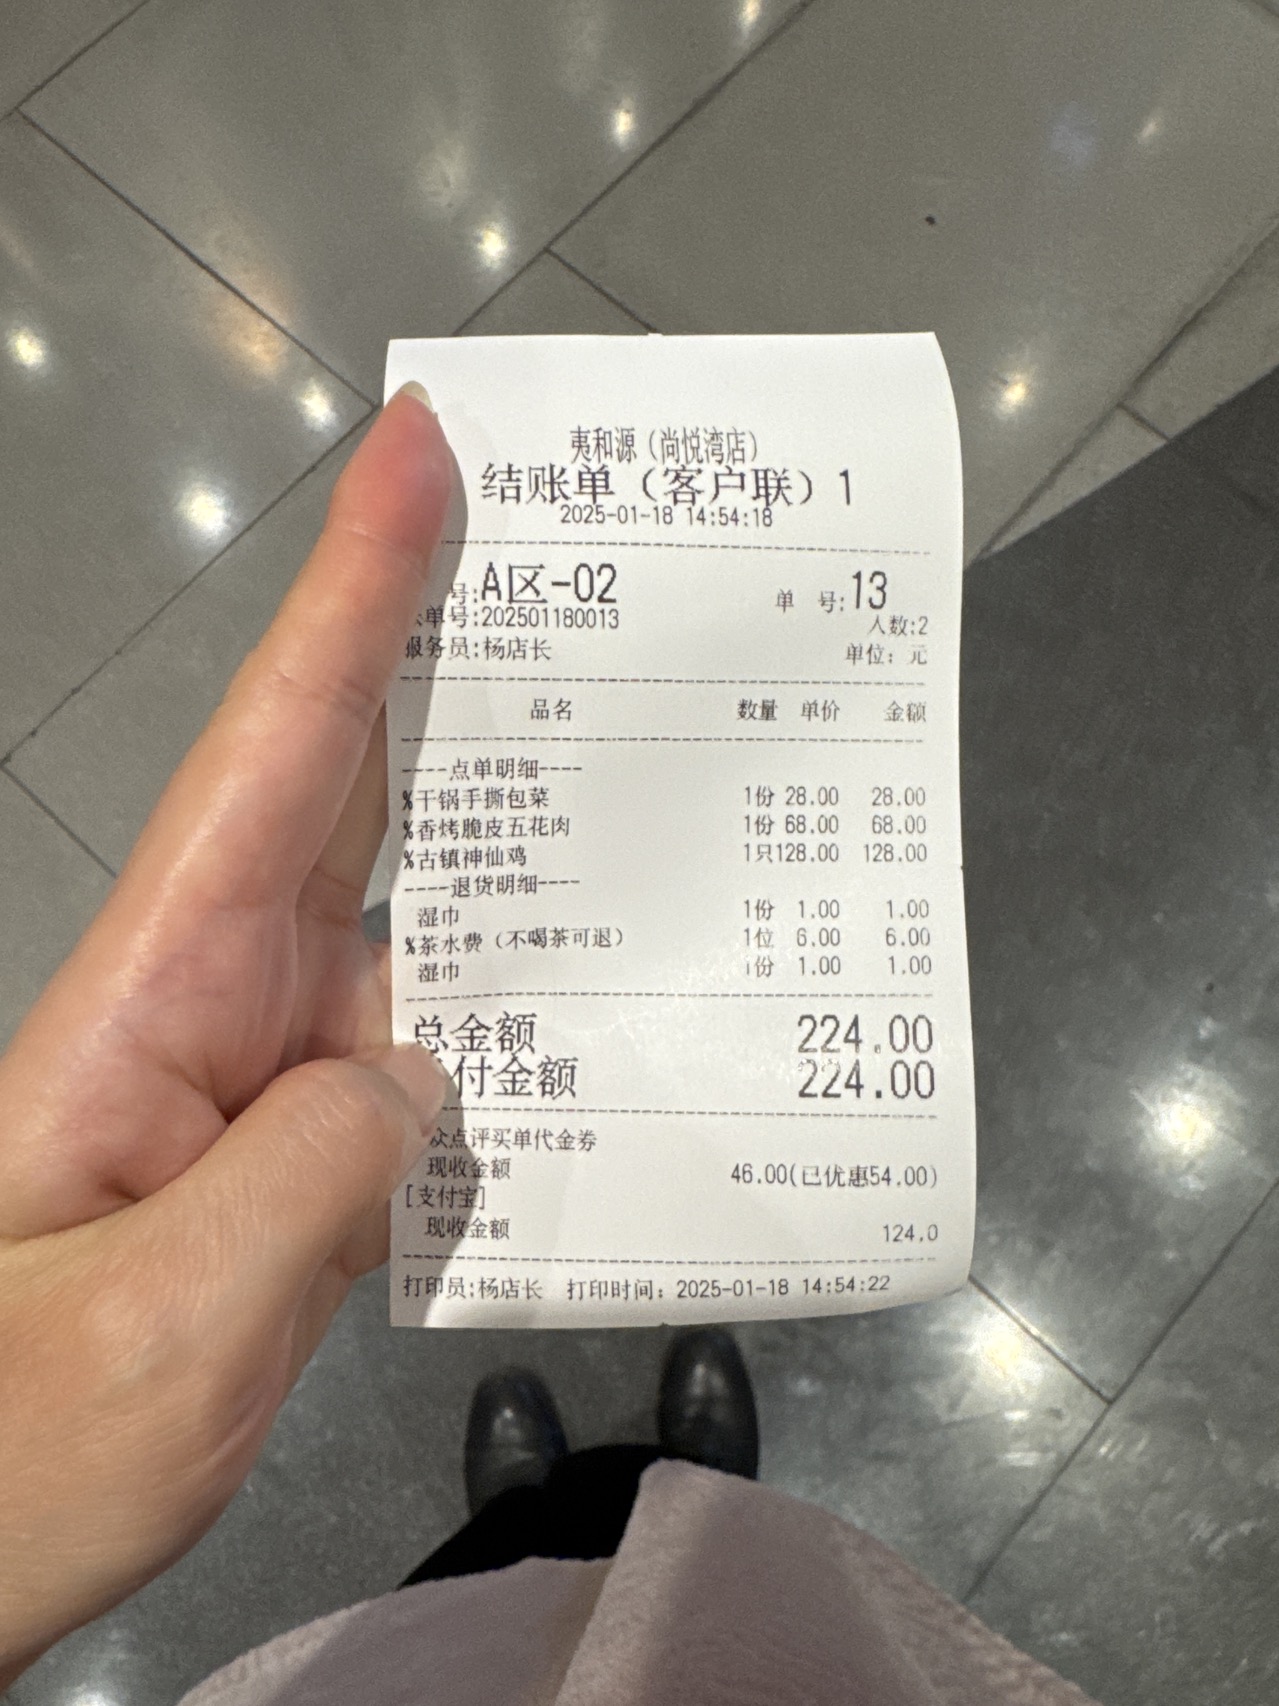 夷和源（尚悦湾店）
结账单（客户联）1
2025-01-18 14:54:18
号:A区-02 单 号:13
单号:202501180013 人数:2
服务员:杨店长 单位：元
品名 数量 单价 金额
----点单明细----
%干锅手撕包菜 1份 28.00 28.00
%香烤脆皮五花肉 1份 68.00 68.00
%古镇神仙鸡 1只128.00 128.00
----退货明细----
湿巾 1份 1.00 1.00
%茶水费（不喝茶可退） 1位 6.00 6.00
湿巾 1份 1.00 1.00
总金额 224.00
付金额 224.00
众点评买单代金券
现收金额 46.00(已优惠54.00)
[支付宝]
现收金额 124.0
打印员:杨店长 打印时间：2025-01-18 14:54:22